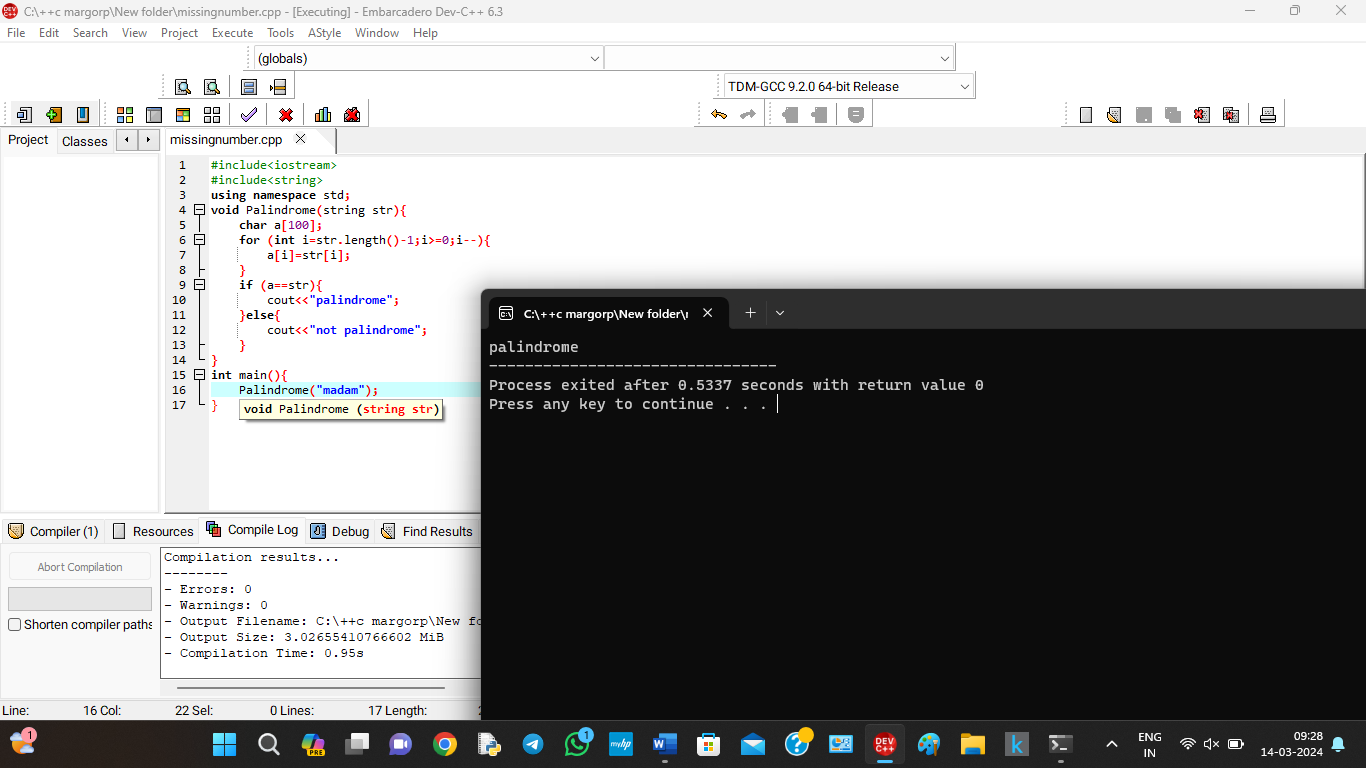 C:\++c margorp\New folder\missingnumber.cpp - [Executing] - Embarcadero Dev-C++ 6.3
File Edit Search View Project Execute Tools AStyle Window Help
(globals)
TDM-GCC 9.2.0 64-bit Release
Project Classes missingnumber.cpp
1 #include<iostream>
2 #include<string>
3 using namespace std;
4 void Palindrome(string str){
5 char a[100];
6 for (int i=str.length()-1;i>=0;i--){
7 a[i]=str[i];
8 }
9 if (a==str){
10 cout<<"palindrome";
11 }else{
12 cout<<"not palindrome";
13 }
14 }
15 int main(){
16 Palindrome("madam");
17 }
void Palindrome (string str)
C:\++c margorp\New folder\
palindrome
--------------------------------
Process exited after 0.5337 seconds with return value 0
Press any key to continue . . .
Compiler (1) Resources Compile Log Debug Find Results
Abort Compilation
Shorten compiler paths
Compilation results...
--------
- Errors: 0
- Warnings: 0
- Output Filename: C:\++c margorp\New
- Output Size: 3.02655410766602 MiB
- Compilation Time: 0.95s
Line: 16 Col: 22 Sel: 0 Lines: 17 Length:
1
PRE
1
myhp
DEV C++
k
ENG
IN
09:28
14-03-2024